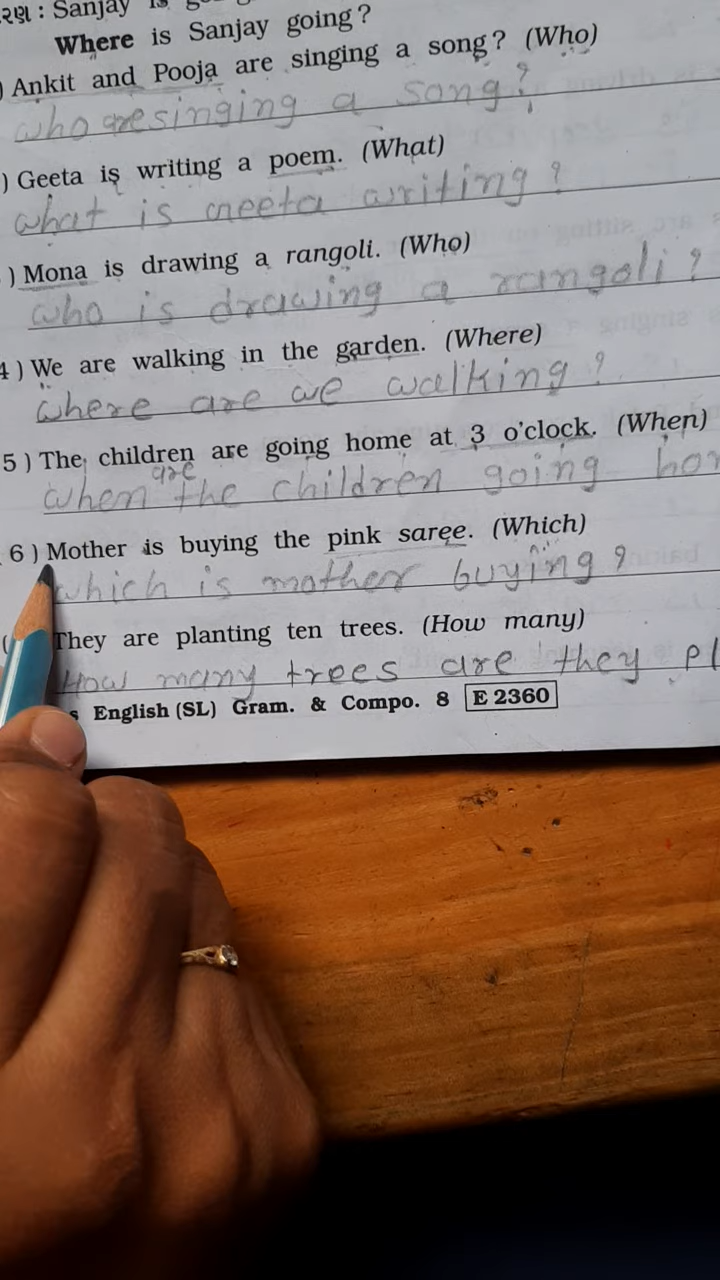 રણ : Sanjay is
Where is Sanjay going?
) Ankit and Pooja are singing a song? (Who)
who are singing a song?
) Geeta is writing a poem. (What)
what is Geeta writing?
) Mona is drawing a rangoli. (Who)
who is drawing a rangoli?
4 ) We are walking in the garden. (Where)
where are we walking?
5 ) The children are going home at 3 o'clock. (When)
when are the children going
6 ) Mother is buying the pink saree. (Which)
which is mother buying?
( They are planting ten trees. (How many)
How many trees are they pl
s English (SL) Gram. & Compo. 8 E 2360